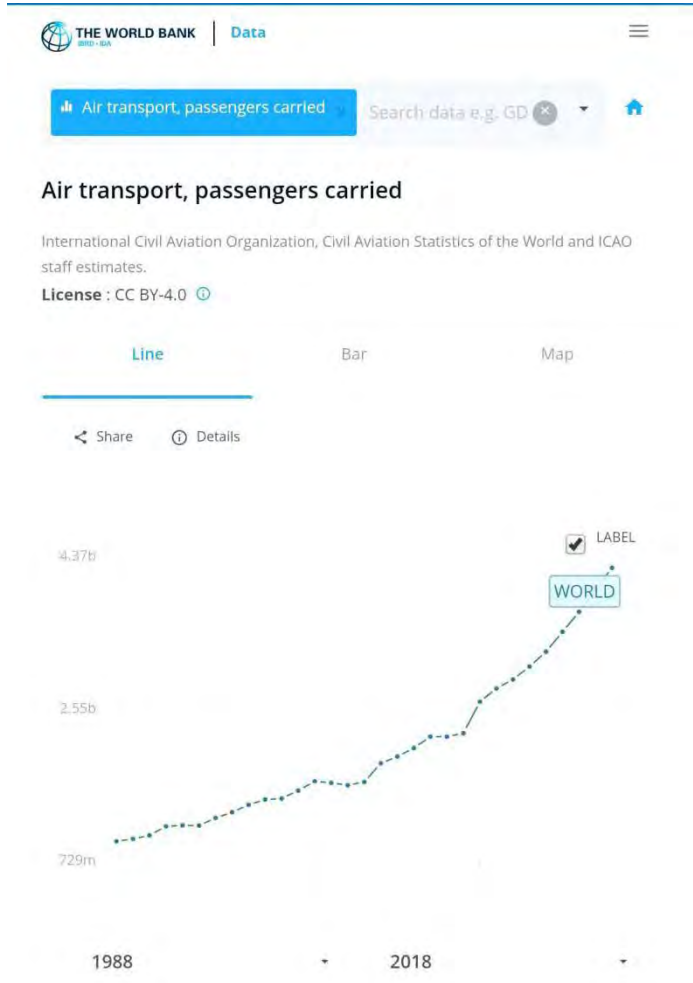 THE WORLD BANK
IBRD • IDA
Data
Air transport, passengers carried
Search data e.g. GD
Air transport, passengers carried
International Civil Aviation Organization, Civil Aviation Statistics of the World and ICAO
staff estimates.
License : CC BY-4.0
Line Bar Map
Share Details
LABEL
4.37b
WORLD
2.55b
729m
1988 2018